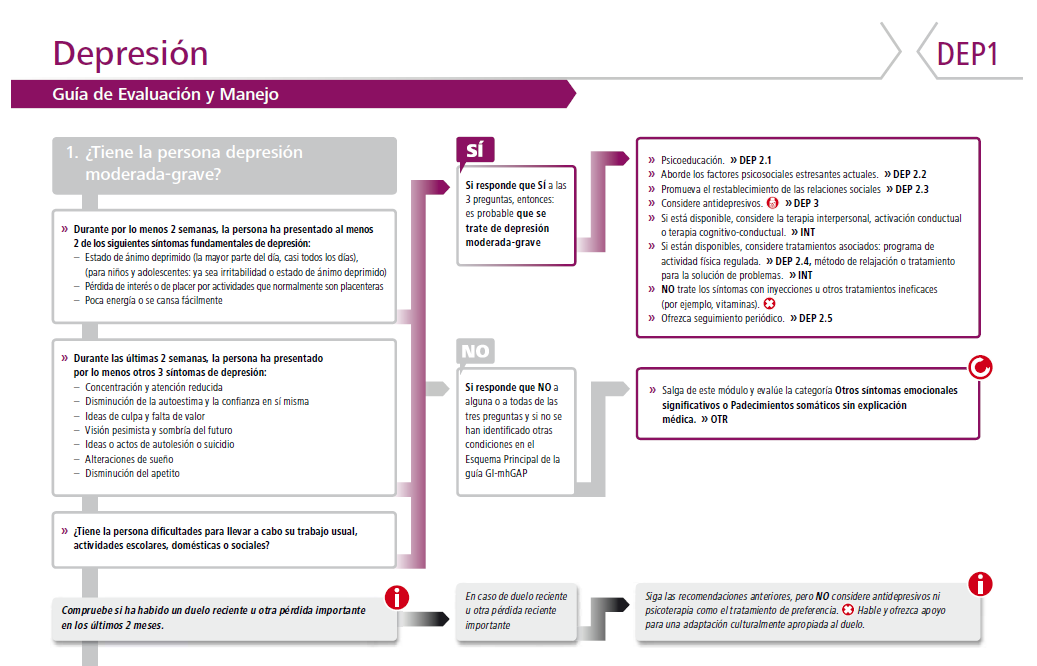 Depresión
DEP1
Guía de Evaluación y Manejo
1. ¿Tiene la persona depresión
moderada-grave?
» Durante por lo menos 2 semanas, la persona ha presentado al menos
2 de los siguientes síntomas fundamentales de depresión:
– Estado de ánimo deprimido (la mayor parte del día, casi todos los días),
(para niños y adolescentes: ya sea irritabilidad o estado de ánimo deprimido)
– Pérdida de interés o de placer por actividades que normalmente son placenteras
– Poca energía o se cansa fácilmente
» Durante las últimas 2 semanas, la persona ha presentado
por lo menos otros 3 síntomas de depresión:
– Concentración y atención reducida
– Disminución de la autoestima y la confianza en sí misma
– Ideas de culpa y falta de valor
– Visión pesimista y sombría del futuro
– Ideas o actos de autolesión o suicidio
– Alteraciones de sueño
– Disminución del apetito
» ¿Tiene la persona dificultades para llevar a cabo su trabajo usual,
actividades escolares, domésticas o sociales?
SÍ
Si responde que SÍ a las
3 preguntas, entonces:
es probable que se
trate de depresión
moderada-grave
» Psicoeducación. » DEP 2.1
» Aborde los factores psicosociales estresantes actuales. » DEP 2.2
» Promueva el restablecimiento de las relaciones sociales » DEP 2.3
» Considere antidepresivos. » DEP 3
» Si está disponible, considere la terapia interpersonal, activación conductual
o terapia cognitivo-conductual. » INT
» Si están disponibles, considere tratamientos asociados: programa de
actividad física regulada. » DEP 2.4, método de relajación o tratamiento
para la solución de problemas. » INT
» NO trate los síntomas con inyecciones u otros tratamientos ineficaces
(por ejemplo, vitaminas).
» Ofrezca seguimiento periódico. » DEP 2.5
NO
Si responde que NO a
alguna o a todas de las
tres preguntas y si no se
han identificado otras
condiciones en el
Esquema Principal de la
guía GI-mhGAP
» Salga de este módulo y evalúe la categoría Otros síntomas emocionales
significativos o Padecimientos somáticos sin explicación
médica. » OTR
Compruebe si ha habido un duelo reciente u otra pérdida importante
en los últimos 2 meses.
i
En caso de duelo reciente
u otra pérdida reciente
importante
Siga las recomendaciones anteriores, pero NO considere antidepresivos ni
psicoterapia como el tratamiento de preferencia. Hable y ofrezca apoyo
para una adaptación culturalmente apropiada al duelo.
i